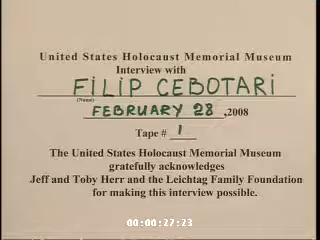 United States Holocaust Memorial Museum
Interview with
FILIP CEBOTARI
(Name)
FEBRUARY 28 ,2008
Tape # 1
The United States Holocaust Memorial Museum
gratefully acknowledges
Jeff and Toby Herr and the Leichtag Family Foundation
for making this interview possible.
00:00:27:23